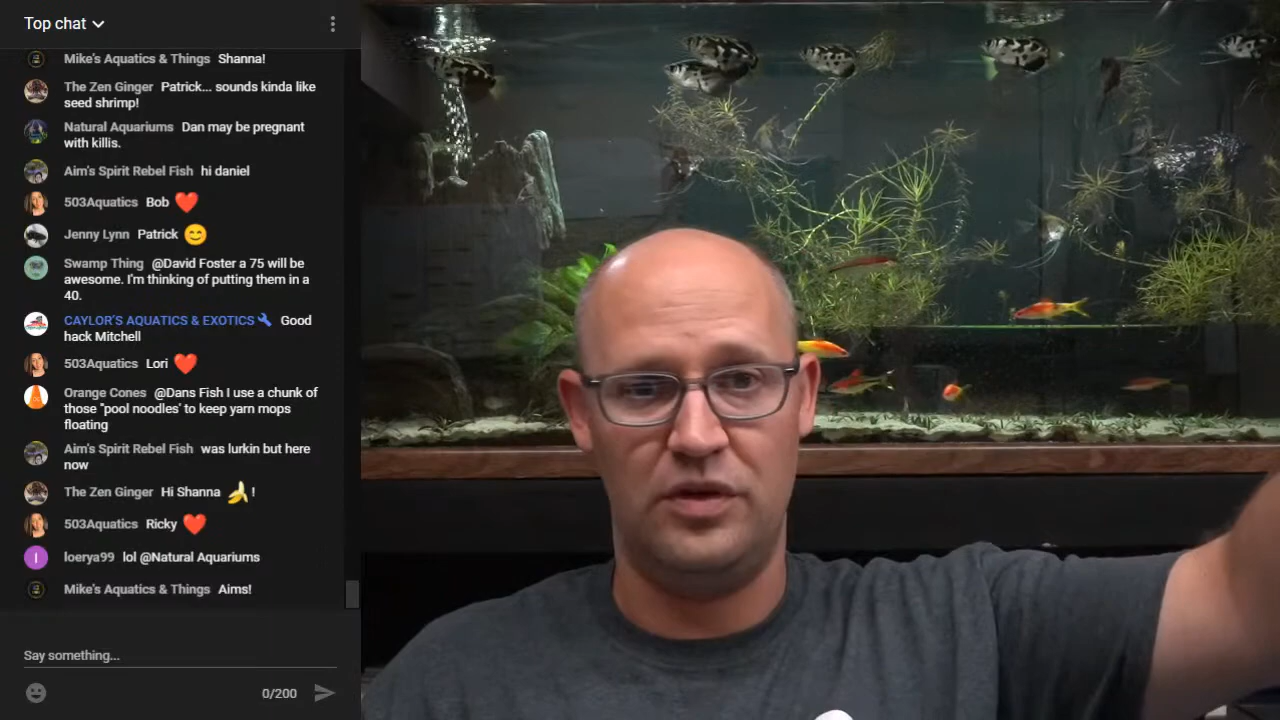 Top chat
Mike's Aquatics & Things Shanna!
The Zen Ginger Patrick... sounds kinda like
seed shrimp!
Natural Aquariums Dan may be pregnant
with killis.
Aim's Spirit Rebel Fish hi daniel
503Aquatics Bob ❤️
Jenny Lynn Patrick 😊
Swamp Thing @David Foster a 75 will be
awesome. I'm thinking of putting them in a
40.
CAYLOR'S AQUATICS & EXOTICS Good
hack Mitchell
503Aquatics Lori ❤️
Orange Cones @Dans Fish I use a chunk of
those "pool noodles' to keep yarn mops
floating
Aim's Spirit Rebel Fish was lurkin but here
now
The Zen Ginger Hi Shanna 🍌!
503Aquatics Ricky ❤️
l loerya99 lol @Natural Aquariums
Mike's Aquatics & Things Aims!
Say something...
0/200